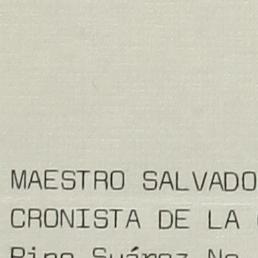 MAESTRO SALVADO
CRONISTA DE LA
Pino Suárez No